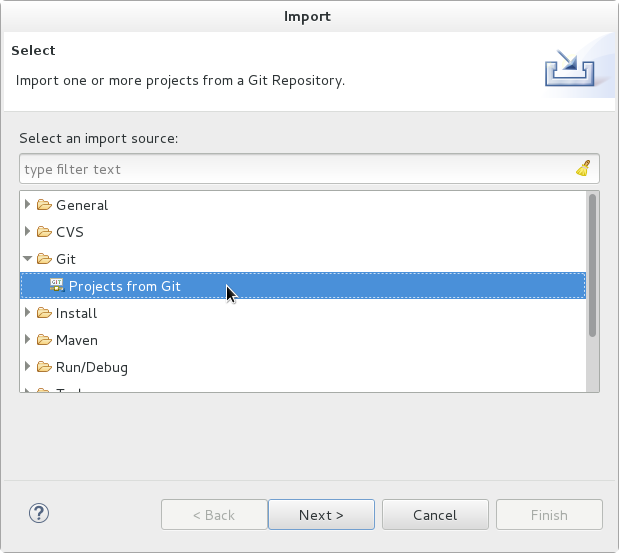 Import
Select
Import one or more projects from a Git Repository.
Select an import source:
type filter text
General
CVS
Git
GIT
Projects from Git
Install
Maven
Run/Debug
? < Back Next > Cancel Finish